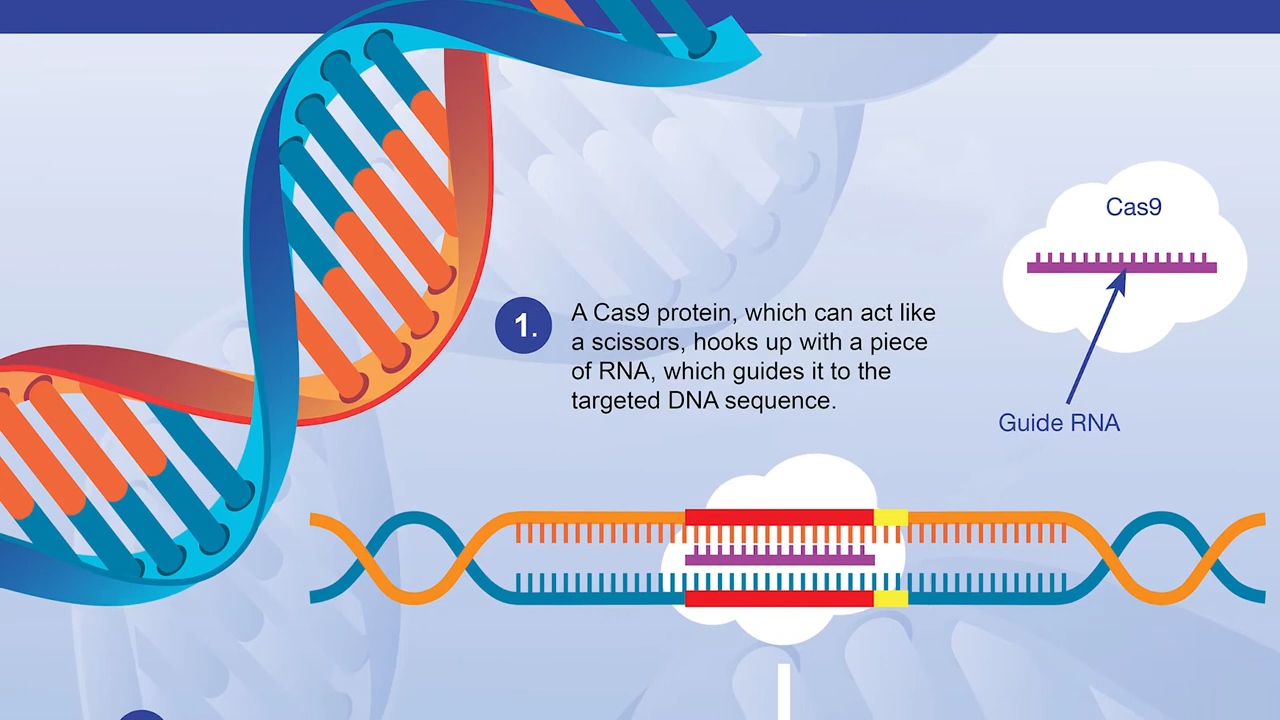 Cas9
1.
A Cas9 protein, which can act like
a scissors, hooks up with a piece
of RNA, which guides it to the
targeted DNA sequence.
Guide RNA